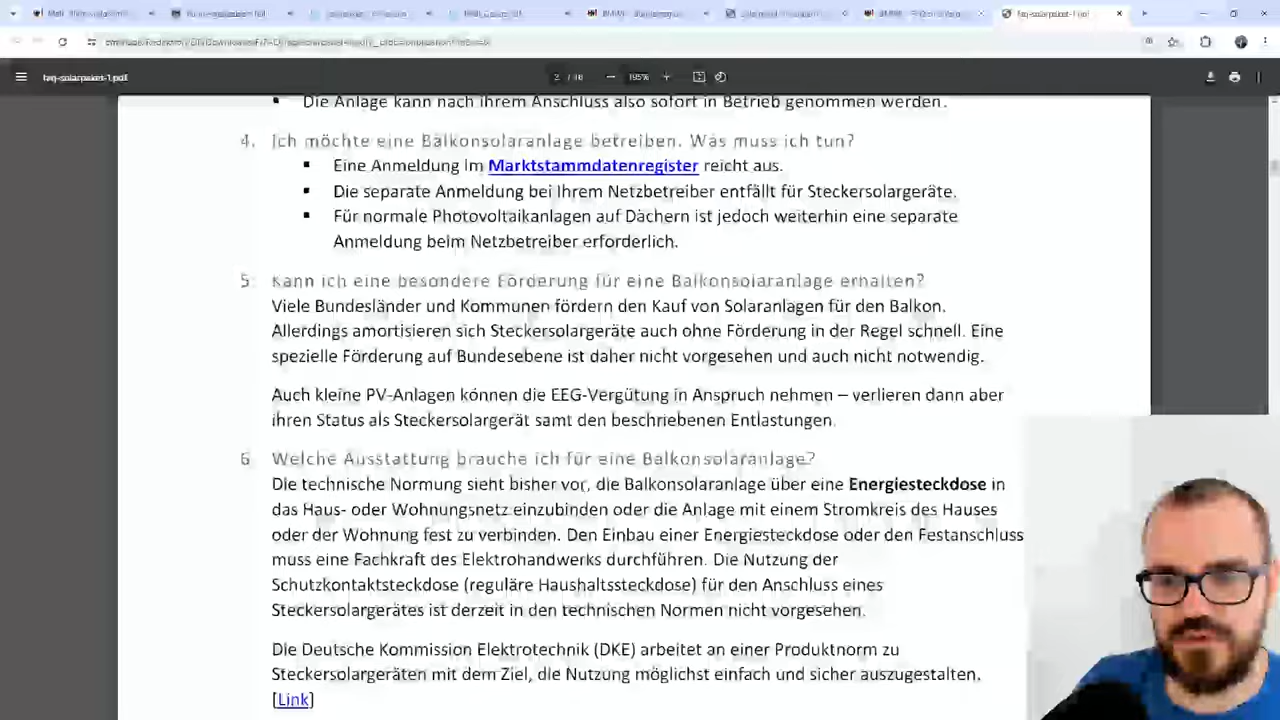 faq-solarpaket-1.pdf
faq-solarpaket-1.pdf
2 / 16
195%
Die Anlage kann nach ihrem Anschluss also sofort in Betrieb genommen werden.
4. Ich möchte eine Balkonsolaranlage betreiben. Was muss ich tun?
Eine Anmeldung im Marktstammdatenregister reicht aus.
Die separate Anmeldung bei Ihrem Netzbetreiber entfällt für Steckersolargeräte.
Für normale Photovoltaikanlagen auf Dächern ist jedoch weiterhin eine separate
Anmeldung beim Netzbetreiber erforderlich.
5. Kann ich eine besondere Förderung für eine Balkonsolaranlage erhalten?
Viele Bundesländer und Kommunen fördern den Kauf von Solaranlagen für den Balkon.
Allerdings amortisieren sich Steckersolargeräte auch ohne Förderung in der Regel schnell. Eine
spezielle Förderung auf Bundesebene ist daher nicht vorgesehen und auch nicht notwendig.
Auch kleine PV-Anlagen können die EEG-Vergütung in Anspruch nehmen – verlieren dann aber
ihren Status als Steckersolargerät samt den beschriebenen Entlastungen.
6. Welche Ausstattung brauche ich für eine Balkonsolaranlage?
Die technische Normung sieht bisher vor, die Balkonsolaranlage über eine Energiesteckdose in
das Haus- oder Wohnungsnetz einzubinden oder die Anlage mit einem Stromkreis des Hauses
oder der Wohnung fest zu verbinden. Den Einbau einer Energiesteckdose oder den Festanschluss
muss eine Fachkraft des Elektrohandwerks durchführen. Die Nutzung der
Schutzkontaktsteckdose (reguläre Haushaltssteckdose) für den Anschluss eines
Steckersolargerätes ist derzeit in den technischen Normen nicht vorgesehen.
Die Deutsche Kommission Elektrotechnik (DKE) arbeitet an einer Produktnorm zu
Steckersolargeräten mit dem Ziel, die Nutzung möglichst einfach und sicher auszugestalten.
[Link]